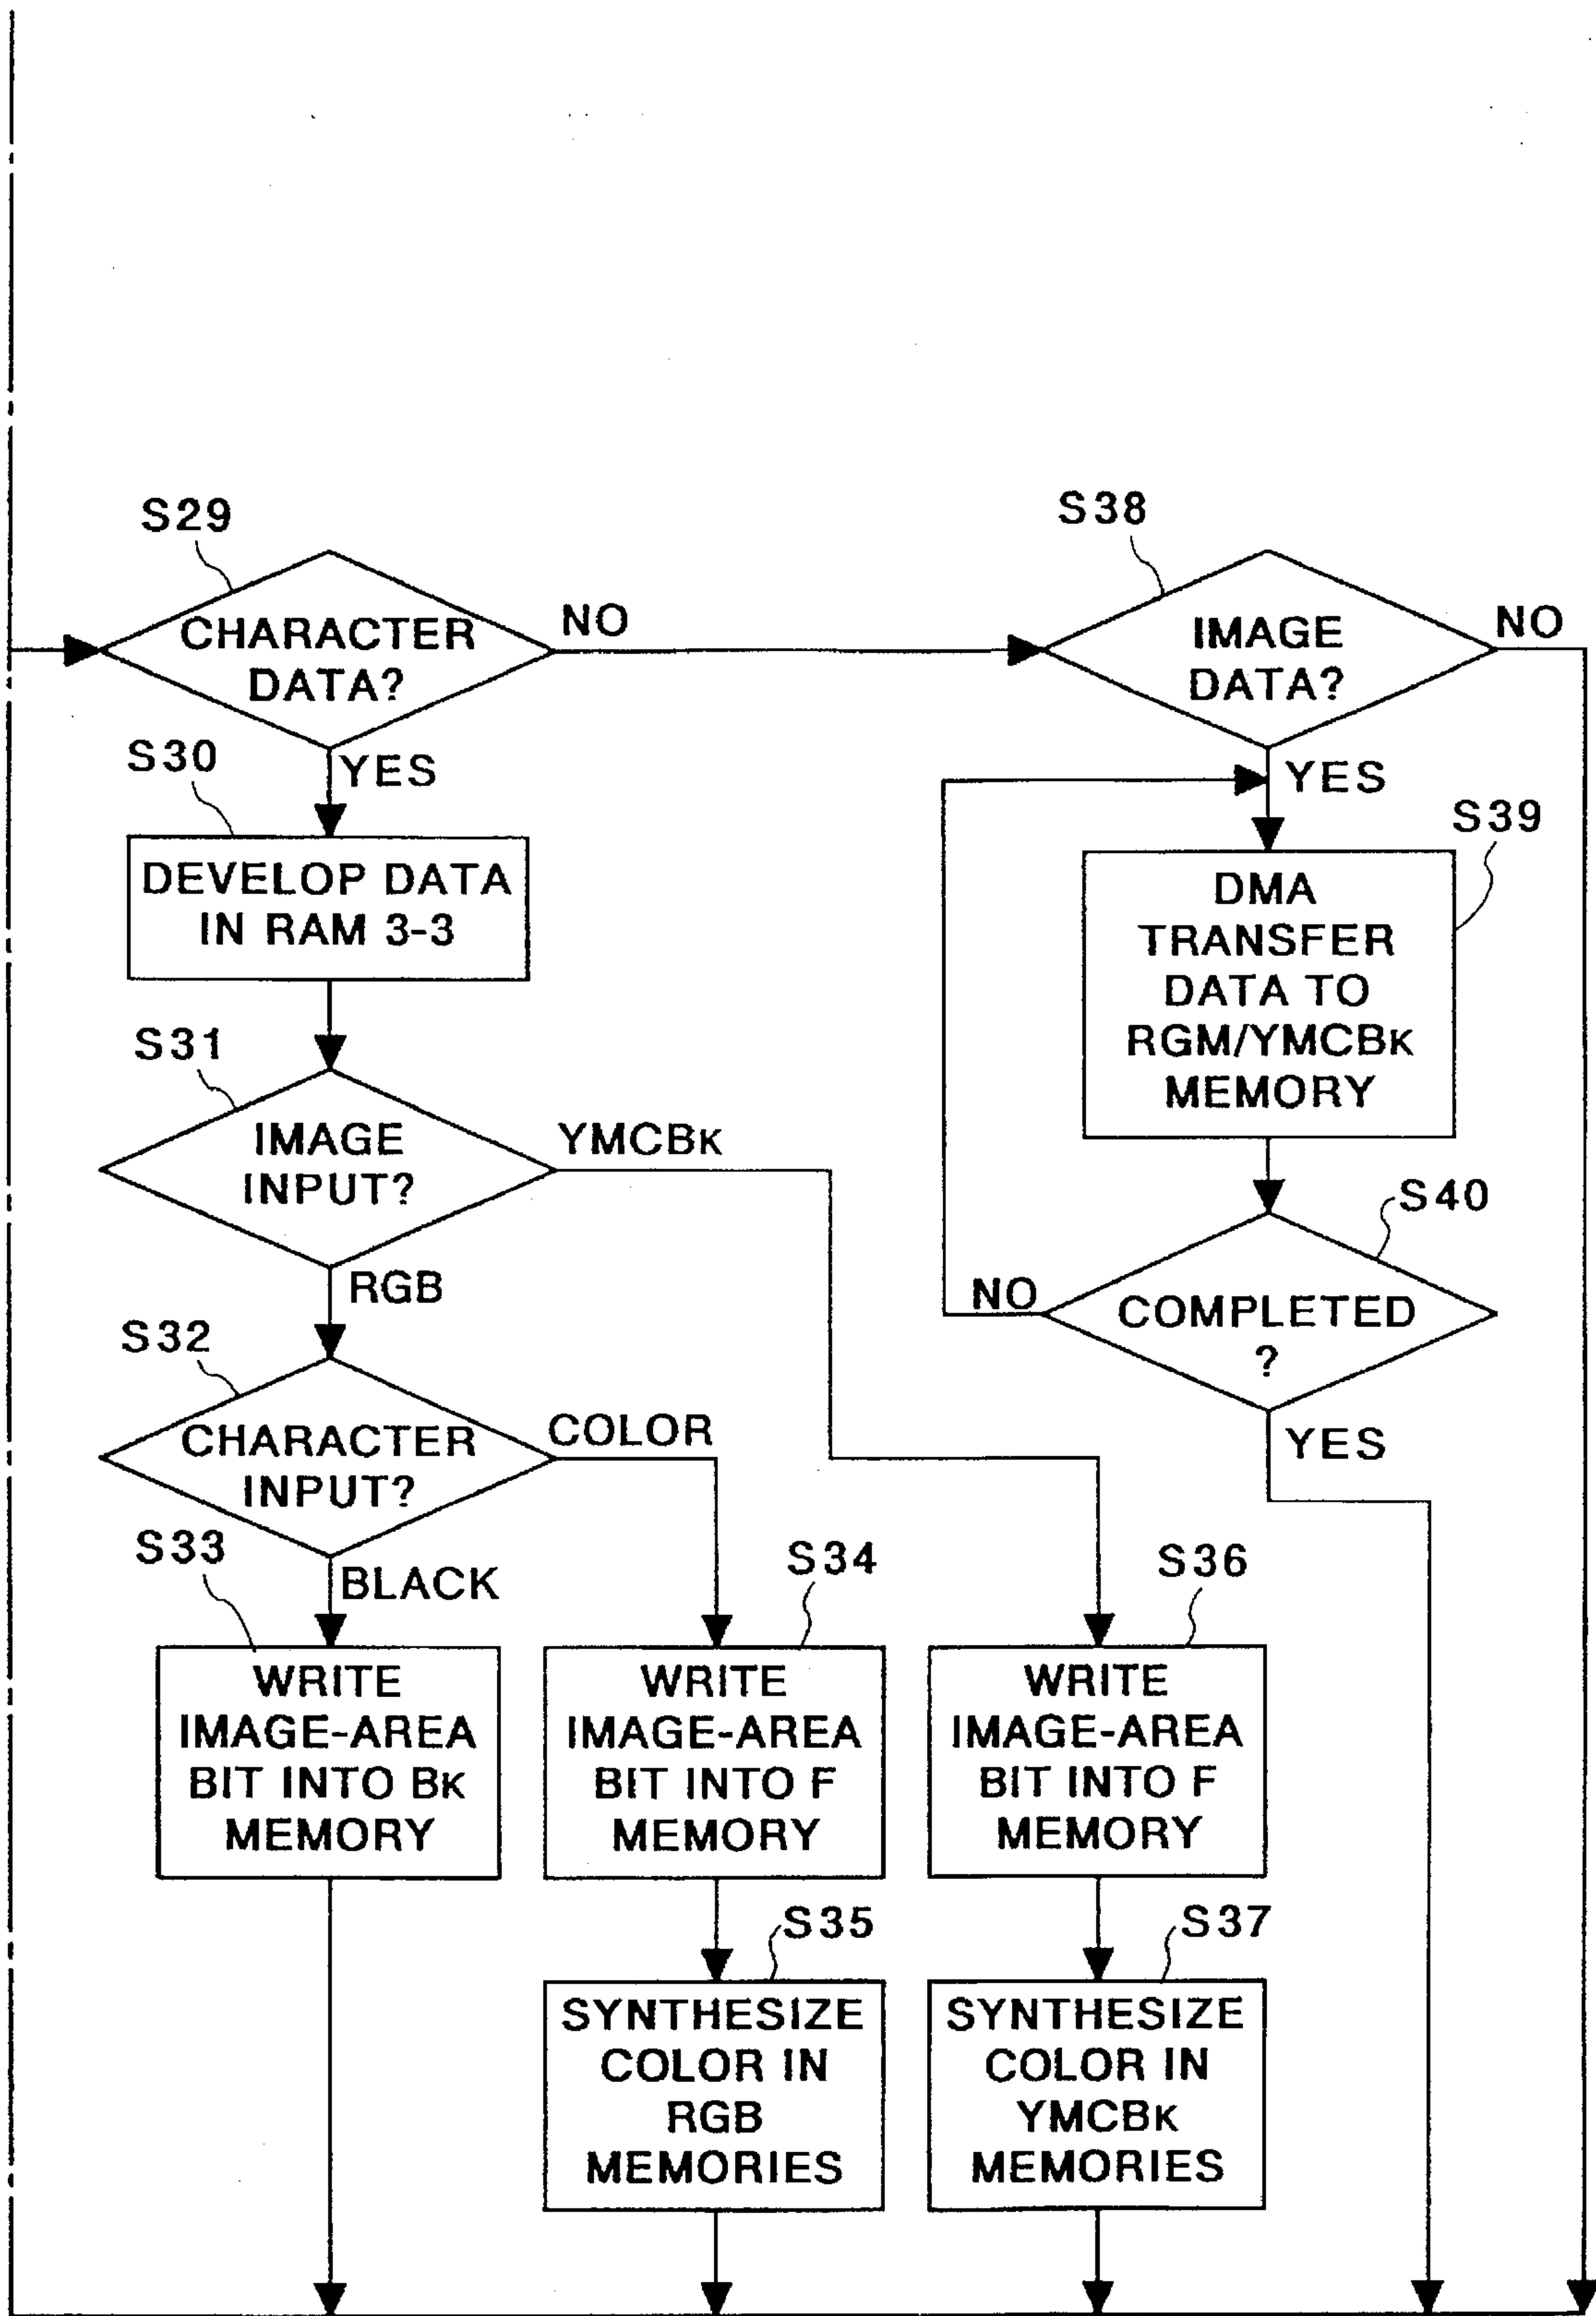 S29
CHARACTER
DATA?
NO
S38
IMAGE
DATA?
NO
S30
YES
DEVELOP DATA
IN RAM 3-3
YES
S39
DMA
TRANSFER
DATA TO
RGM/YMCBK
MEMORY
S31
IMAGE
INPUT?
YMCBK
RGB
S40
NO
COMPLETED
?
YES
S32
CHARACTER
INPUT?
COLOR
BLACK
S33
WRITE
IMAGE-AREA
BIT INTO BK
MEMORY
S34
WRITE
IMAGE-AREA
BIT INTO F
MEMORY
S36
WRITE
IMAGE-AREA
BIT INTO F
MEMORY
S35
SYNTHESIZE
COLOR IN
RGB
MEMORIES
S37
SYNTHESIZE
COLOR IN
YMCBK
MEMORIES